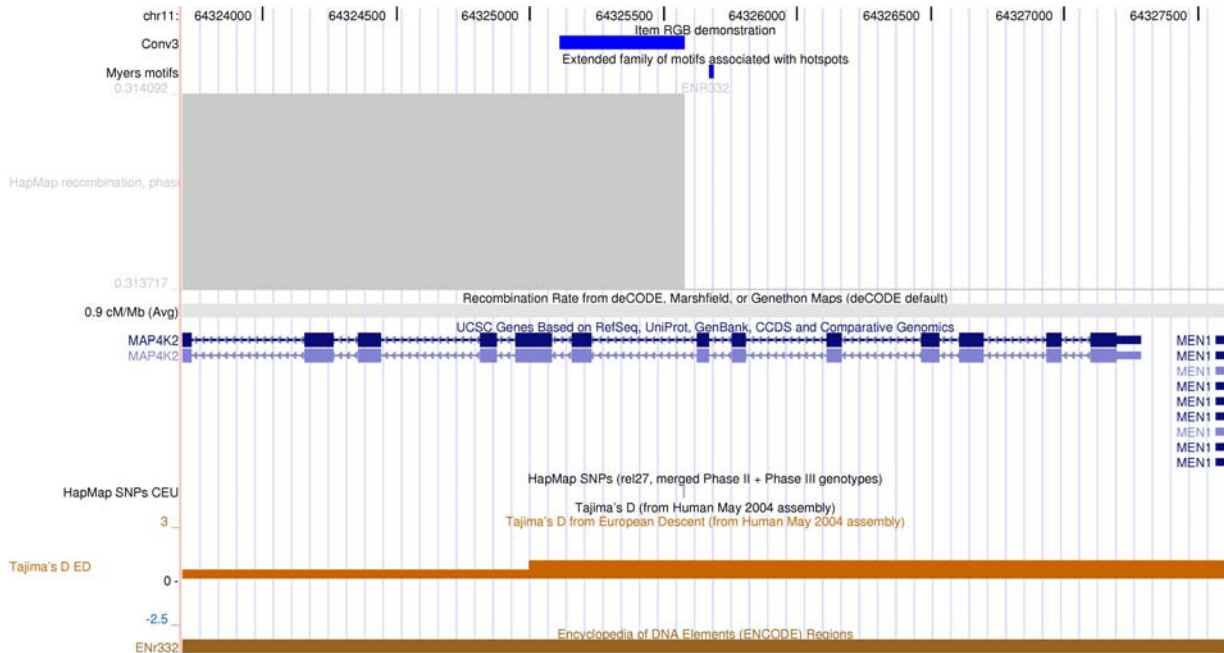 chr11: 64324000 64324500 64325000 64325500 64326000 64326500 64327000 64327500
Item RGB demonstration
Conv3
Extended family of motifs associated with hotspots
Myers motifs
0.314092 _ ENR332
HapMap recombination, phase
0.313717 _
Recombination Rate from deCODE, Marshfield, or Genethon Maps (deCODE default)
0.9 cM/Mb (Avg)
UCSC Genes Based on RefSeq, UniProt, GenBank, CCDS and Comparative Genomics
MAP4K2 MEN1
MAP4K2 MEN1
MEN1
MEN1
MEN1
MEN1
MEN1
MEN1
MEN1
HapMap SNPs (rel27, merged Phase II + Phase III genotypes)
HapMap SNPs CEU
Tajima's D (from Human May 2004 assembly)
3 _ Tajima's D from European Descent (from Human May 2004 assembly)
Tajima's D ED
0 -
-2.5 _
Encyclopedia of DNA Elements (ENCODE) Regions
ENr332